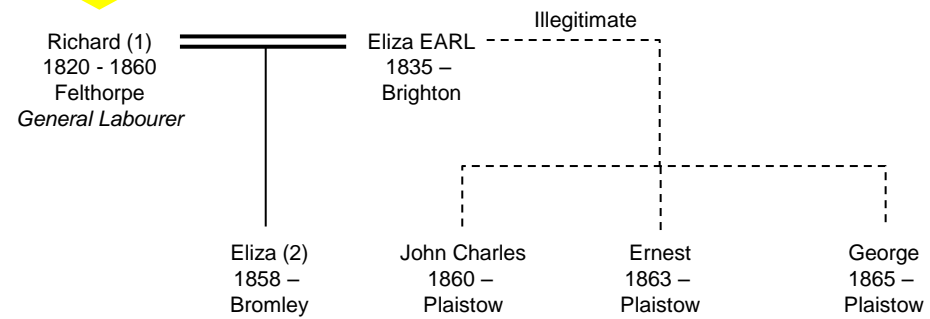 Illegitimate
Richard (1)
1820 - 1860
Felthorpe
General Labourer
Eliza EARL
1835 –
Brighton
Eliza (2)
1858 –
Bromley
John Charles
1860 –
Plaistow
Ernest
1863 –
Plaistow
George
1865 –
Plaistow